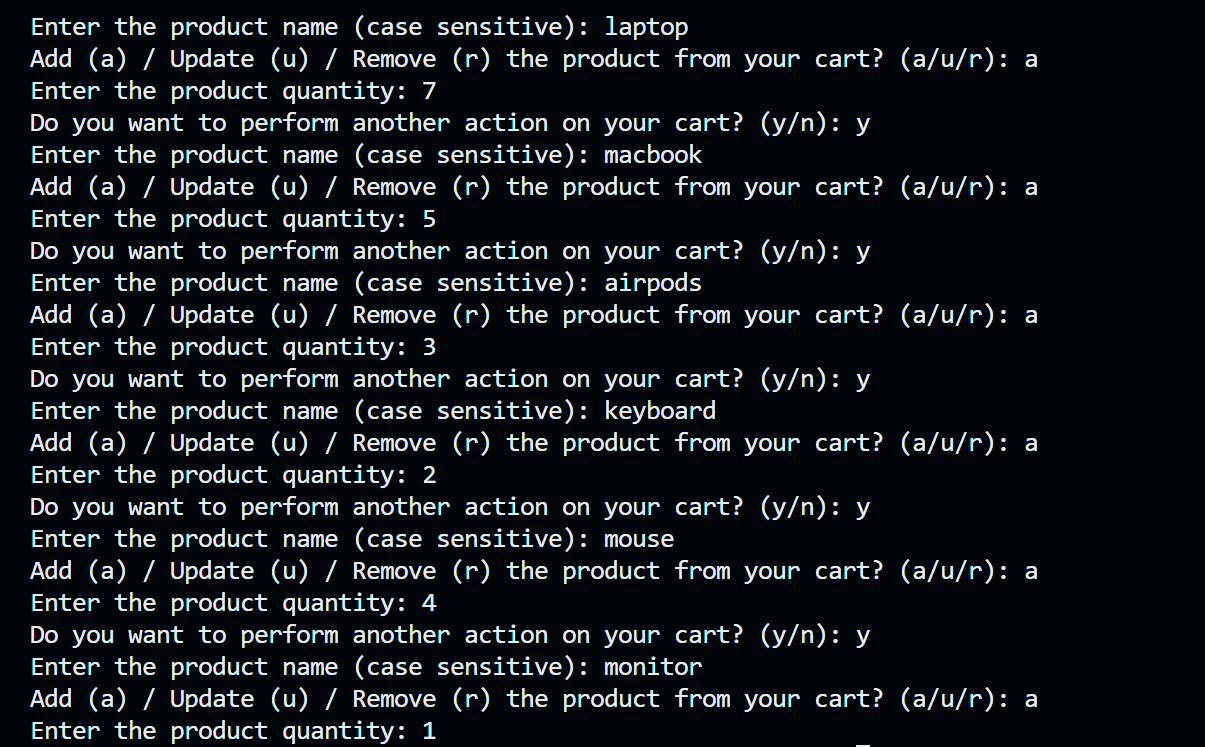 Enter the product name (case sensitive): laptop
Add (a) / Update (u) / Remove (r) the product from your cart? (a/u/r): a
Enter the product quantity: 7
Do you want to perform another action on your cart? (y/n): y
Enter the product name (case sensitive): macbook
Add (a) / Update (u) / Remove (r) the product from your cart? (a/u/r): a
Enter the product quantity: 5
Do you want to perform another action on your cart? (y/n): y
Enter the product name (case sensitive): airpods
Add (a) / Update (u) / Remove (r) the product from your cart? (a/u/r): a
Enter the product quantity: 3
Do you want to perform another action on your cart? (y/n): y
Enter the product name (case sensitive): keyboard
Add (a) / Update (u) / Remove (r) the product from your cart? (a/u/r): a
Enter the product quantity: 2
Do you want to perform another action on your cart? (y/n): y
Enter the product name (case sensitive): mouse
Add (a) / Update (u) / Remove (r) the product from your cart? (a/u/r): a
Enter the product quantity: 4
Do you want to perform another action on your cart? (y/n): y
Enter the product name (case sensitive): monitor
Add (a) / Update (u) / Remove (r) the product from your cart? (a/u/r): a
Enter the product quantity: 1